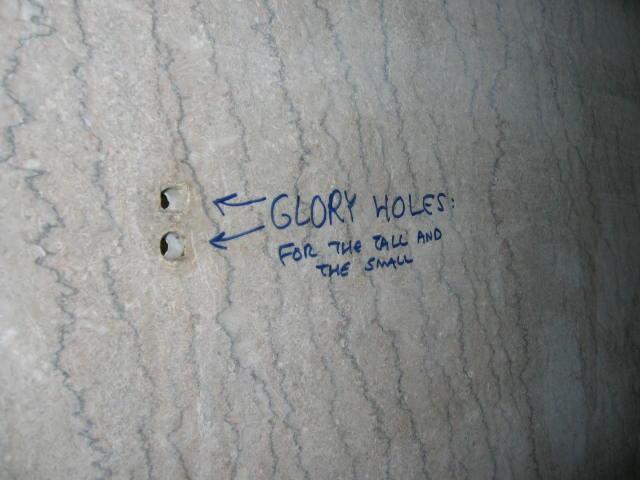 GLORY HOLES:
FOR THE TALL AND
THE SMALL